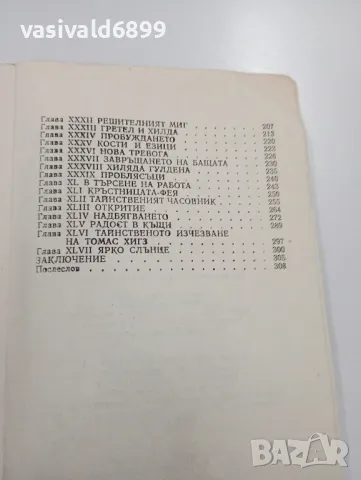 vasivald6899
Глава XXXII РЕШИТЕЛНИЯТ МИГ 207
Глава XXXIII ГРЕТЕЛ И ХИЛДА 213
Глава XXXIV ПРОБУЖДАНЕТО 220
Глава XXXV КОСТИ И ЕЗИЦИ 223
Глава XXXVI НОВА ТРЕВОГА 226
Глава XXXVII ЗАВРЪЩАНЕТО НА БАЩАТА 230
Глава XXXVIII ХИЛЯДА ГУЛДЕНА 235
Глава XXXIX ПРОБЛЯСЪЦИ 240
Глава XL В ТЪРСЕНЕ НА РАБОТА 243
Глава XLI КРЪСТНИЦАТА-ФЕЯ 250
Глава XLII ТАЙНСТВЕНИЯТ ЧАСОВНИК 255
Глава XLIII ОТКРИТИЕ 264
Глава XLIV НАДБЯГВАНЕТО 272
Глава XLV РАДОСТ В КЪЩИ 289
Глава XLVI ТАЙНСТВЕНОТО ИЗЧЕЗВАНЕ
НА ТОМАС ХИГЗ 297
Глава XLVII ЯРКО СЛЪНЦЕ 300
ЗАКЛЮЧЕНИЕ 305
Послеслов 308
bazar